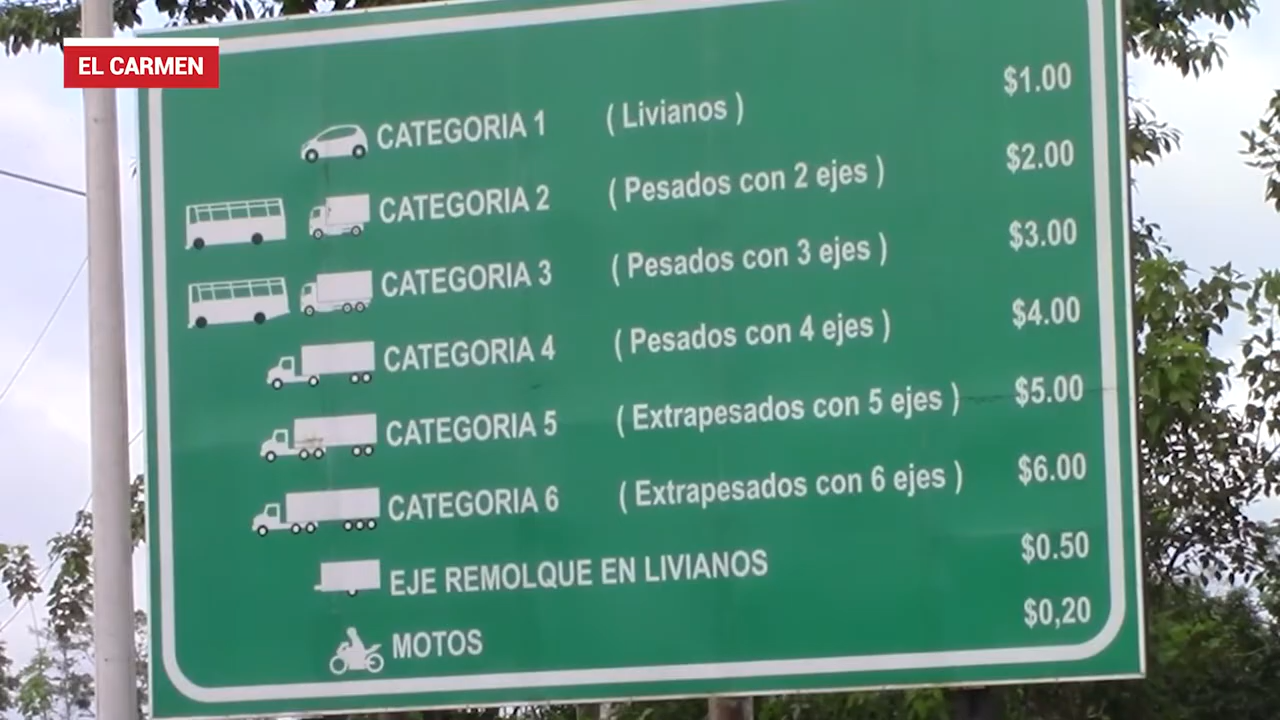 EL CARMEN
CATEGORIA 1 ( Livianos ) $1.00
CATEGORIA 2 ( Pesados con 2 ejes ) $2.00
CATEGORIA 3 ( Pesados con 3 ejes ) $3.00
CATEGORIA 4 ( Pesados con 4 ejes ) $4.00
CATEGORIA 5 ( Extrapesados con 5 ejes ) $5.00
CATEGORIA 6 ( Extrapesados con 6 ejes ) $6.00
EJE REMOLQUE EN LIVIANOS $0.50
MOTOS $0,20